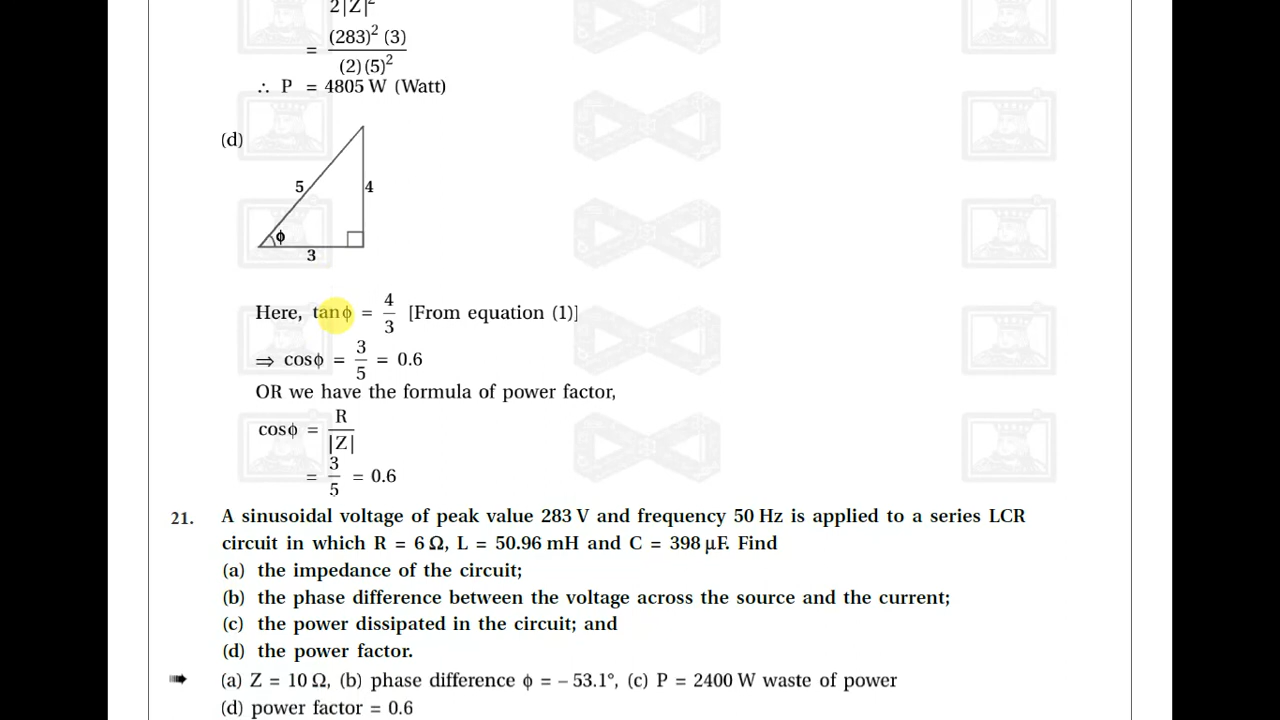 2|Z|²
= (283)² (3) / (2) (5)²
∴ P = 4805 W (Watt)
(d)
5
4
ϕ
3
Here, tanϕ = 4/3 [From equation (1)]
⇒ cosϕ = 3/5 = 0.6
OR we have the formula of power factor,
cosϕ = R/|Z|
= 3/5 = 0.6
21. A sinusoidal voltage of peak value 283 V and frequency 50 Hz is applied to a series LCR
circuit in which R = 6 Ω, L = 50.96 mH and C = 398 μF. Find
(a) the impedance of the circuit;
(b) the phase difference between the voltage across the source and the current;
(c) the power dissipated in the circuit; and
(d) the power factor.
➠ (a) Z = 10 Ω, (b) phase difference ϕ = – 53.1°, (c) P = 2400 W waste of power
(d) power factor = 0.6